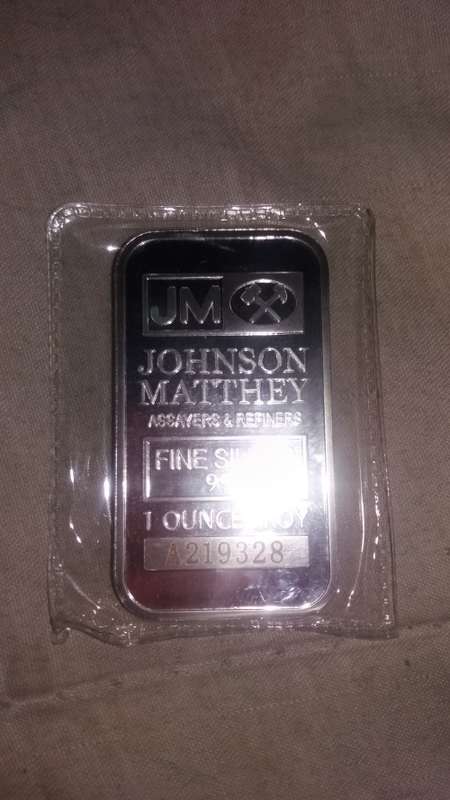 JM
JOHNSON
MATTHEY
ASSAYERS & REFINERS
FINE
1 OUNCE
A219328